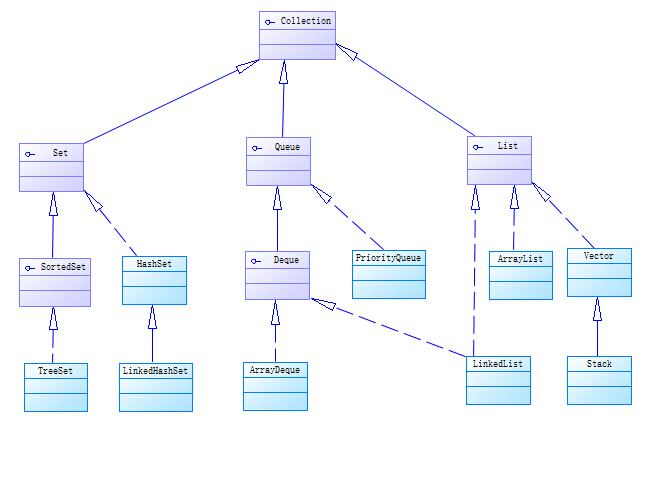 Collection
Set
Queue
List
SortedSet
HashSet
Deque
PriorityQueue
ArrayList
Vector
TreeSet
LinkedHashSet
ArrayDeque
LinkedList
Stack